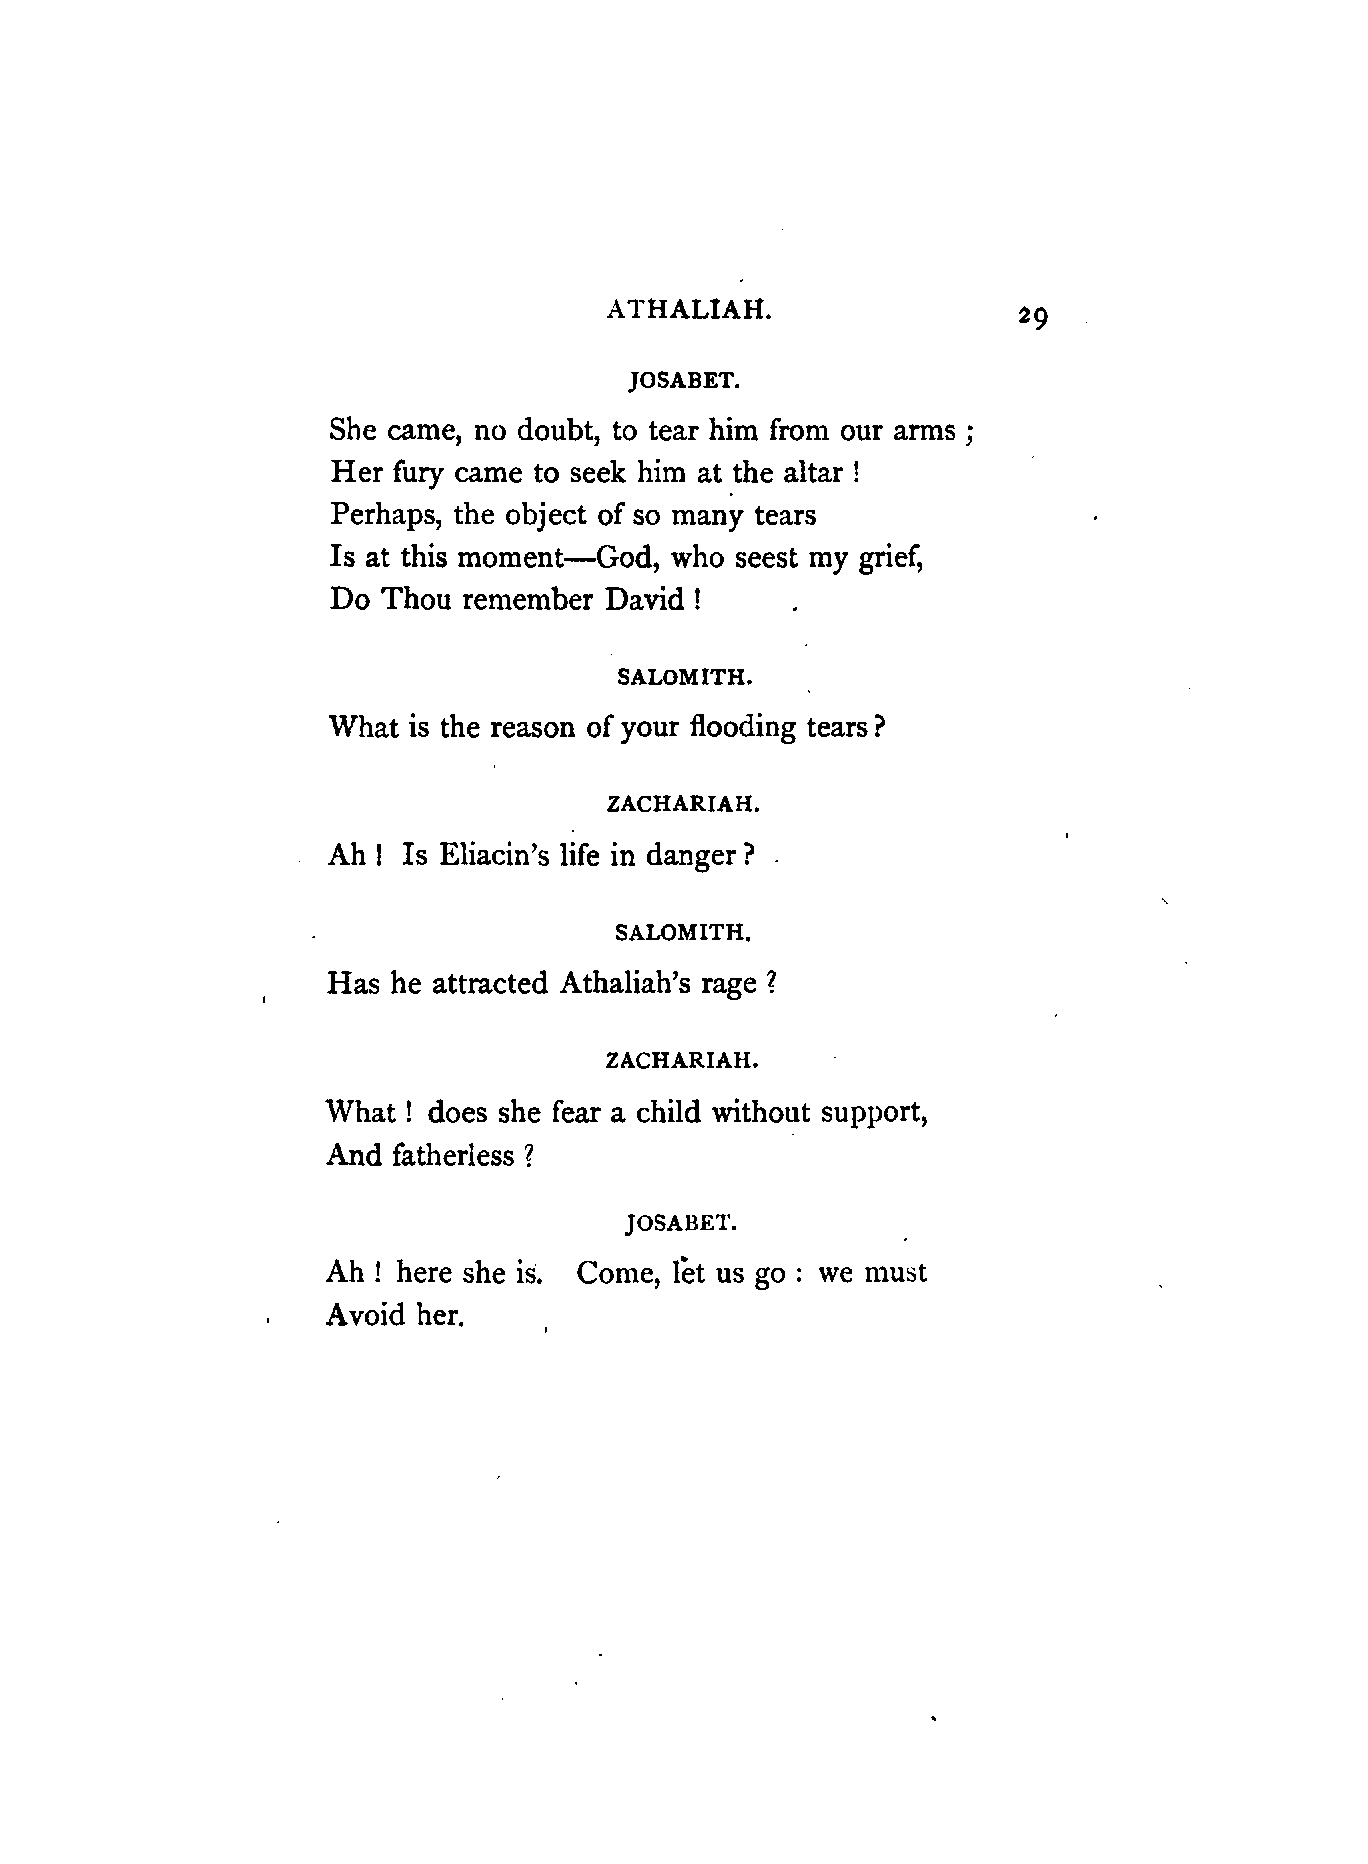 ATHALIAH. 29
JOSABET.
She came, no doubt, to tear him from our arms ;
Her fury came to seek him at the altar !
Perhaps, the object of so many tears
Is at this moment—God, who seest my grief,
Do Thou remember David !
SALOMITH.
What is the reason of your flooding tears ?
ZACHARIAH.
Ah ! Is Eliacin's life in danger ?
SALOMITH.
Has he attracted Athaliah's rage ?
ZACHARIAH.
What ! does she fear a child without support,
And fatherless ?
JOSABET.
Ah ! here she is. Come, let us go : we must
Avoid her.